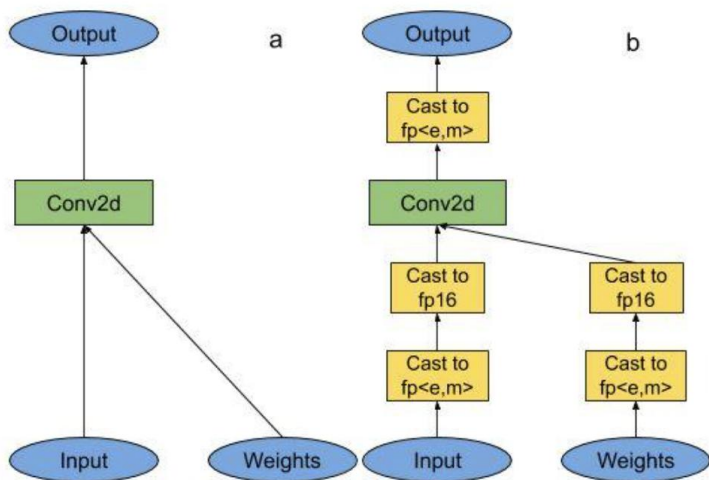 Output
a
Output
b
Cast to
fp<e,m>
Conv2d
Conv2d
Cast to
fp16
Cast to
fp16
Cast to
fp<e,m>
Cast to
fp<e,m>
Input
Weights
Input
Weights